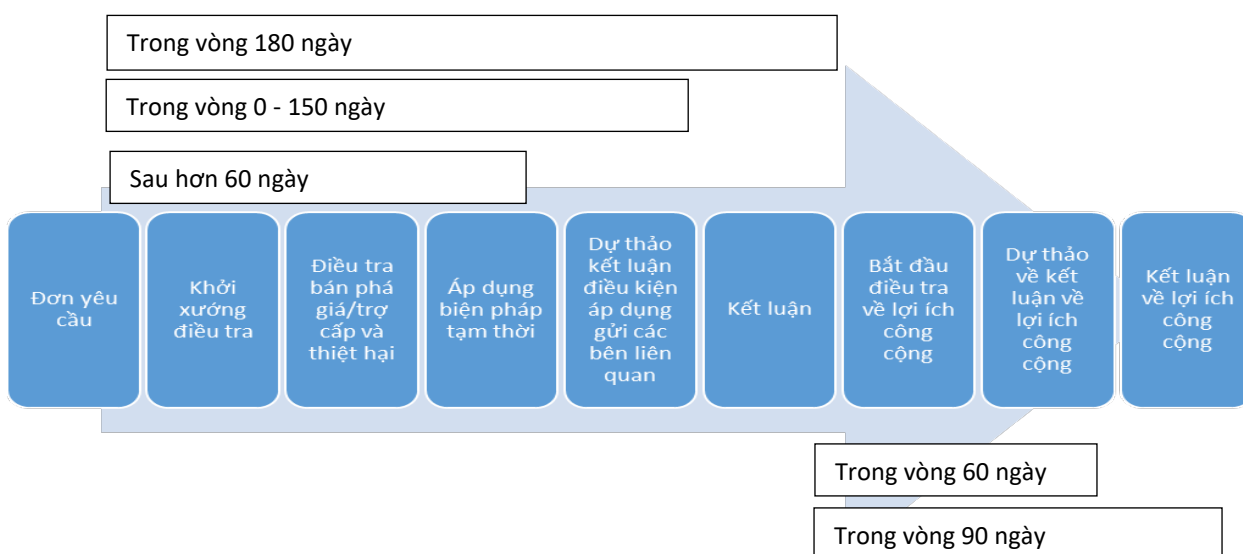 Trong vòng 180 ngày
Trong vòng 0 - 150 ngày
Sau hơn 60 ngày
Đơn yêu
cầu
Khởi
xướng
điều tra
Điều tra
bán phá
giá/trợ
cấp và
thiệt hại
Áp dụng
biện pháp
tạm thời
Dự thảo
kết luận
điều kiện
áp dụng
gửi các
bên liên
quan
Kết luận
Bắt đầu
điều tra
về lợi ích
công
cộng
Dự thảo
về kết
luận về
lợi ích
công
cộng
Kết luận
về lợi ích
công
cộng
Trong vòng 60 ngày
Trong vòng 90 ngày